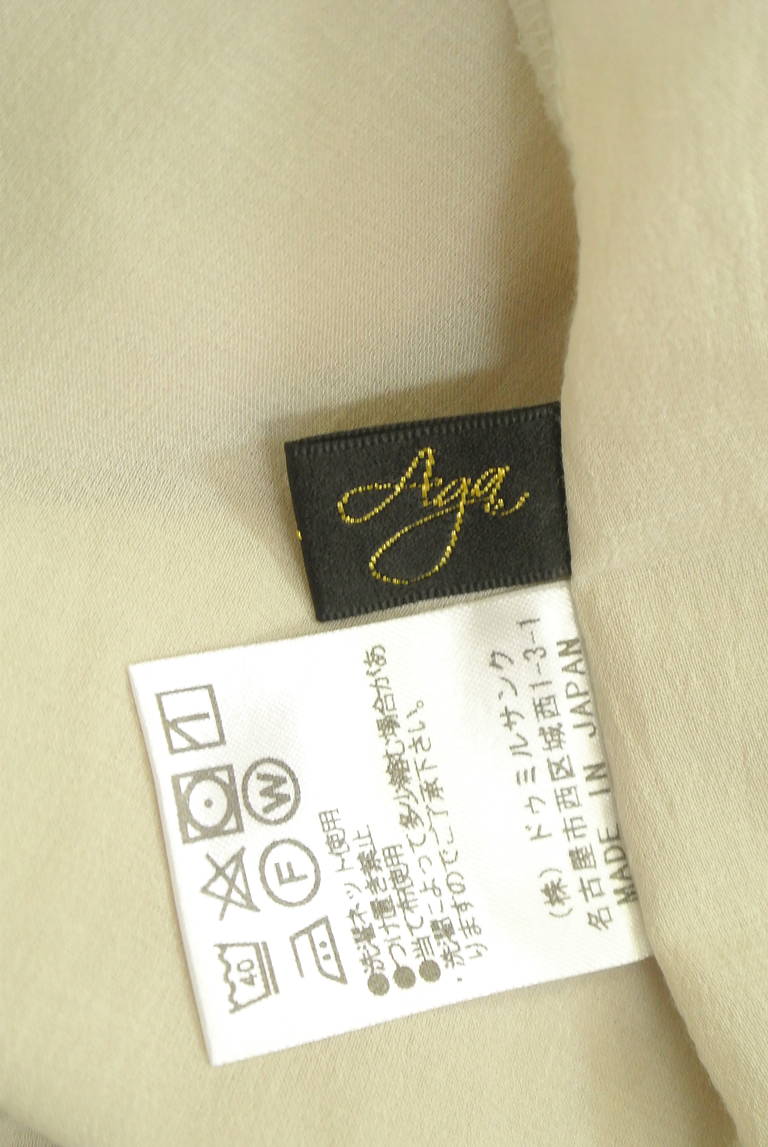 Aga
40
F
W
●洗濯ネット使用
●つけ置き禁止
●当て布使用
・洗濯によって多少縮む場合があ
りますのでご了承下さい。
(株) ドゥミルサンク
名古屋市西区城西1-3-1
MADE IN JAPAN